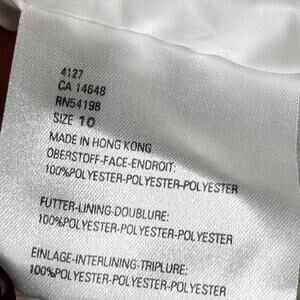 4127
CA 14648
RN54198
SIZE 10
MADE IN HONG KONG
OBERSTOFF-FACE-ENDROIT:
100%POLYESTER-POLYESTER-POLYESTER
FUTTER-LINING-DOUBLURE:
100%POLYESTER-POLYESTER-POLYESTER
EINLAGE-INTERLINING-TRIPLURE:
100%POLYESTER-POLYESTER-POLYESTER